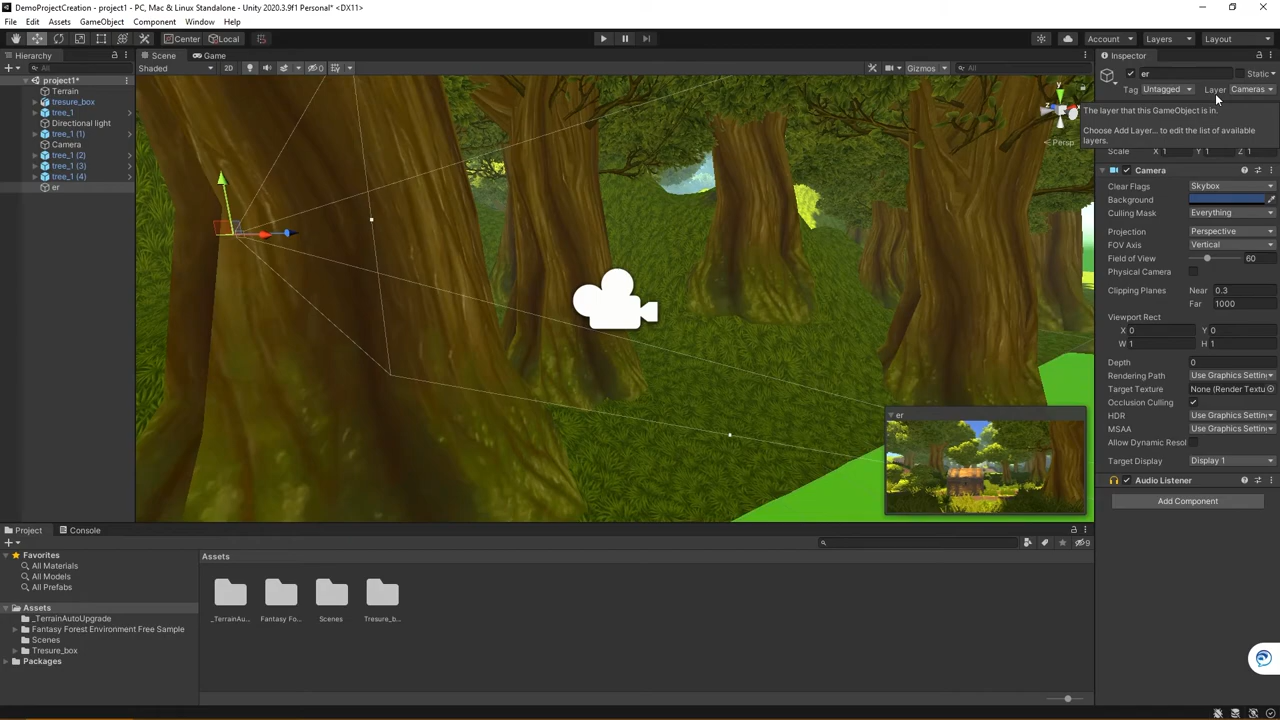 DemoProjectCreation - project1 - PC, Mac & Linux Standalone - Unity 2020.3.9f1 Personal* <DX11>
File Edit Assets GameObject Component Window Help
Center Local Account Layers Layout
Hierarchy Scene Game Inspector
All Shaded 2D 0 Gizmos All er Static
project1* Tag Untagged Layer Cameras
Terrain
tresure_box
tree_1
Directional light
tree_1 (1)
Camera
tree_1 (2)
tree_1 (3)
tree_1 (4)
er
y
z
Persp
The layer that this GameObject is in.
Choose Add Layer... to edit the list of available
layers.
Scale X 1 Y 1 Z 1
Camera
Clear Flags Skybox
Background
Culling Mask Everything
Projection Perspective
FOV Axis Vertical
Field of View 60
Physical Camera
Clipping Planes Near 0.3
Far 1000
Viewport Rect
X 0 Y 0
W 1 H 1
Depth 0
Rendering Path Use Graphics Settin
Target Texture None (Render Textu
Occlusion Culling
HDR Use Graphics Settin
MSAA Use Graphics Settin
Allow Dynamic Resol
Target Display Display 1
Audio Listener
Add Component
er
Project Console
9
Favorites
All Materials
All Models
All Prefabs
Assets
_TerrainAutoUpgrade
Fantasy Forest Environment Free Sample
Scenes
Tresure_box
Packages
Assets
_TerrainAu...
Fantasy Fo...
Scenes
Tresure_b...